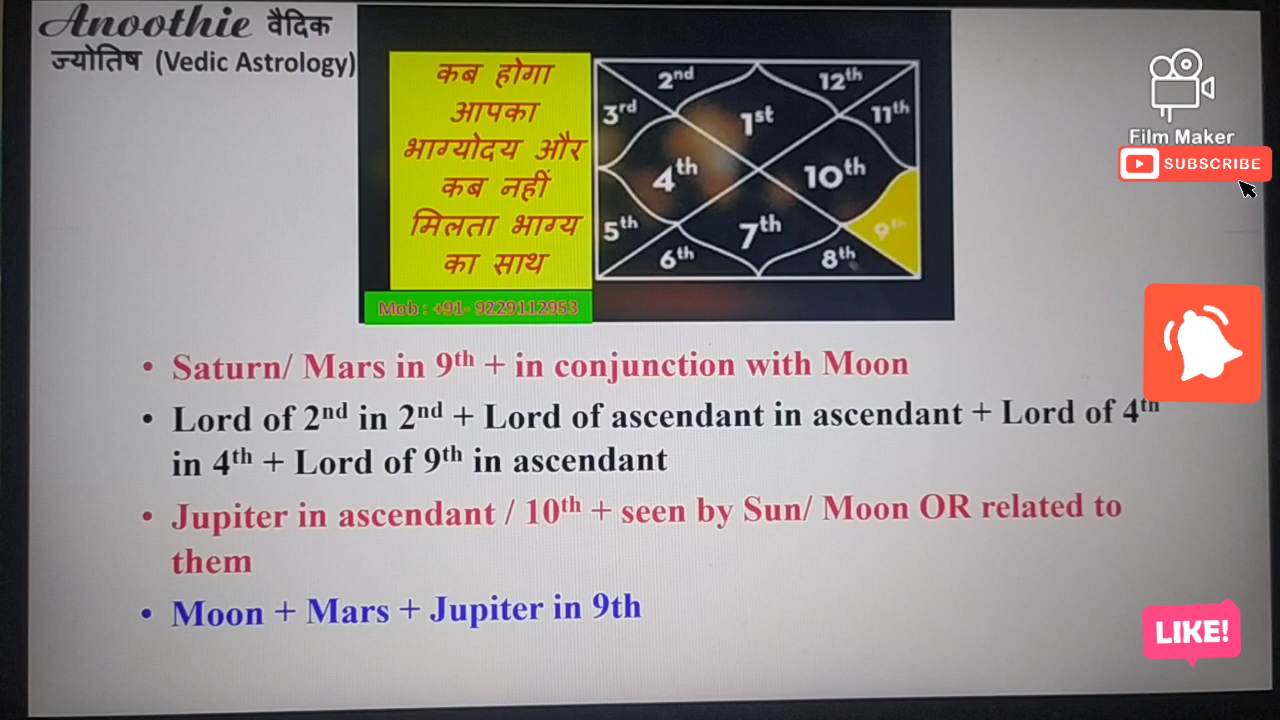 Anoothie वैदिक
ज्योतिष (Vedic Astrology)
कब होगा
आपका
भाग्योदय और
कब नहीं
मिलता भाग्य
का साथ
Mob : +91- 9229112953
2nd
12th
3rd
1st
11th
4th
10th
5th
7th
9th
6th
8th
Film Maker
SUBSCRIBE
• Saturn/ Mars in 9th + in conjunction with Moon
• Lord of 2nd in 2nd + Lord of ascendant in ascendant + Lord of 4th
in 4th + Lord of 9th in ascendant
• Jupiter in ascendant / 10th + seen by Sun/ Moon OR related to
them
• Moon + Mars + Jupiter in 9th
LIKE!